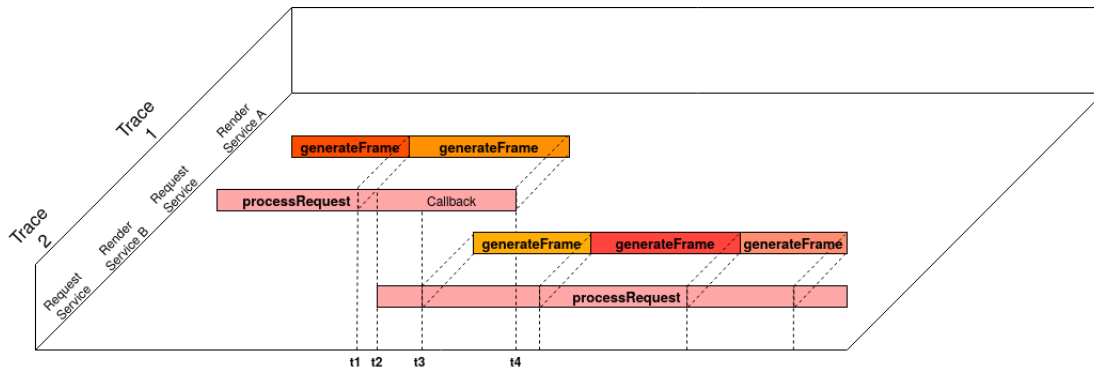 Trace
1
Render
Service A
generateFrame
generateFrame
Request
Service
processRequest
Callback
Trace
2
Render
Service B
generateFrame
generateFrame
generateFrame
Request
Service
processRequest
t1
t2
t3
t4